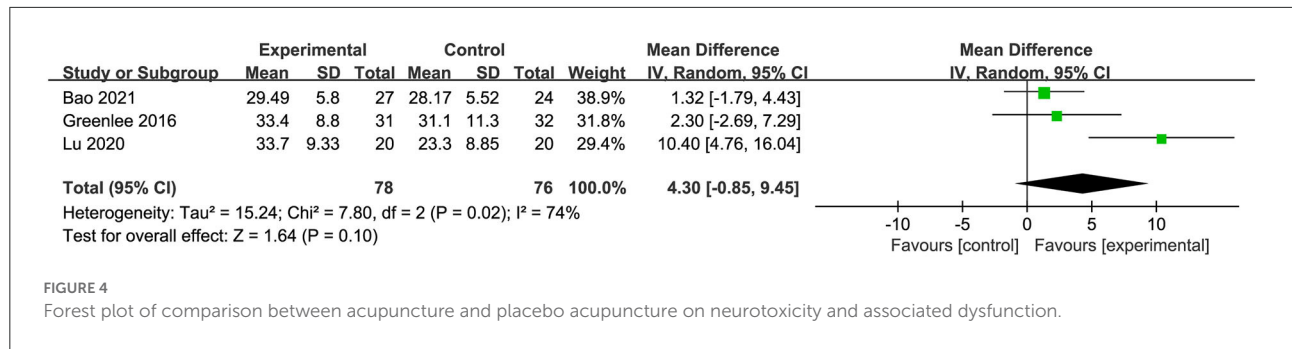 Experimental Control Mean Difference Mean Difference
Study or Subgroup Mean SD Total Mean SD Total Weight IV, Random, 95% CI IV, Random, 95% CI
Bao 2021 29.49 5.8 27 28.17 5.52 24 38.9% 1.32 [-1.79, 4.43]
Greenlee 2016 33.4 8.8 31 31.1 11.3 32 31.8% 2.30 [-2.69, 7.29]
Lu 2020 33.7 9.33 20 23.3 8.85 20 29.4% 10.40 [4.76, 16.04]
Total (95% CI) 78 76 100.0% 4.30 [-0.85, 9.45]
Heterogeneity: Tau² = 15.24; Chi² = 7.80, df = 2 (P = 0.02); I² = 74%
Test for overall effect: Z = 1.64 (P = 0.10)
-10 -5 0 5 10
Favours [control] Favours [experimental]
FIGURE 4
Forest plot of comparison between acupuncture and placebo acupuncture on neurotoxicity and associated dysfunction.